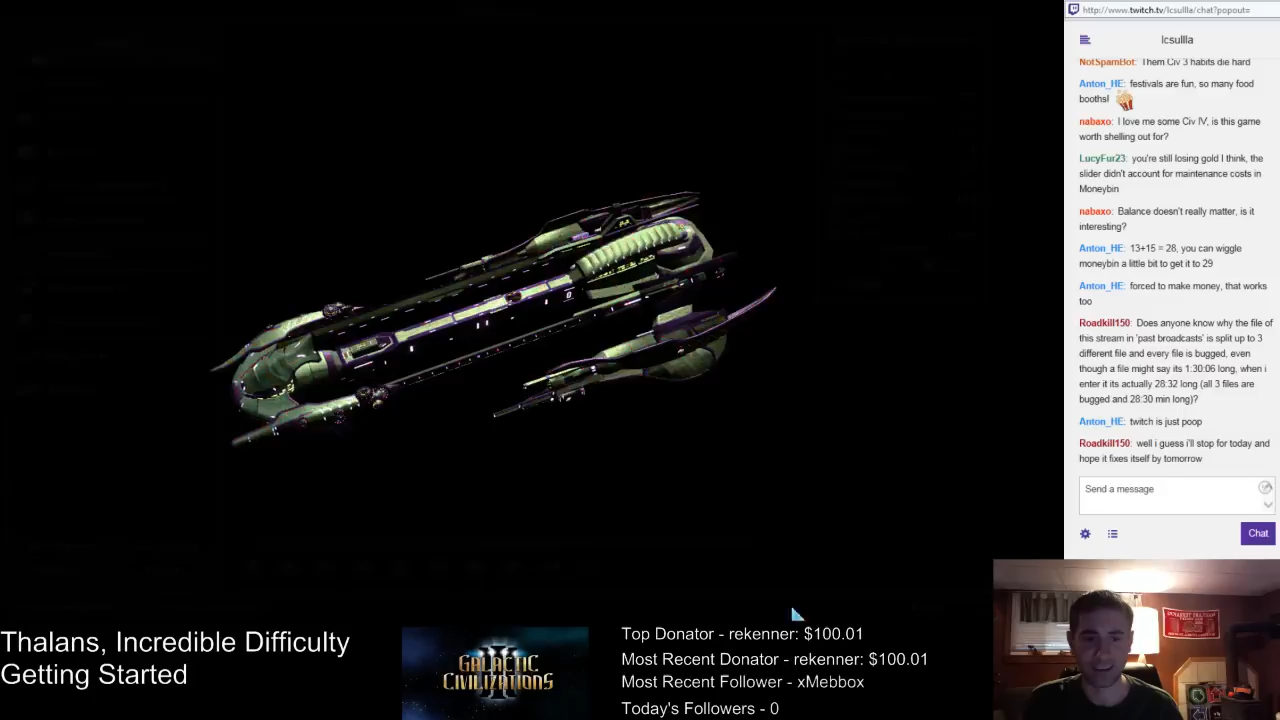 http://www.twitch.tv/lcsullla/chat?popout=
lcsullla
NotSpamBot: Them Civ 3 habits die hard
Anton_HE: festivals are fun, so many food
booths!
nabaxo: I love me some Civ IV, is this game
worth shelling out for?
LucyFur23: you're still losing gold I think, the
slider didn't account for maintenance costs in
Moneybin
nabaxo: Balance doesn't really matter, is it
interesting?
Anton_HE: 13+15 = 28, you can wiggle
moneybin a little bit to get it to 29
Anton_HE: forced to make money, that works
too
Roadkill150: Does anyone know why the file of
this stream in 'past broadcasts' is split up to 3
different file and every file is bugged, even
though a file might say its 1:30:06 long, when i
enter it its actually 28:32 long (all 3 files are
bugged and 28:30 min long)?
Anton_HE: twitch is just poop
Roadkill150: well i guess i'll stop for today and
hope it fixes itself by tomorrow
Send a message
Chat
Thalans, Incredible Difficulty
Getting Started
GALACTIC
CIVILIZATIONS
III
Top Donator - rekenner: $100.01
Most Recent Donator - rekenner: $100.01
Most Recent Follower - xMebbox
Today's Followers - 0